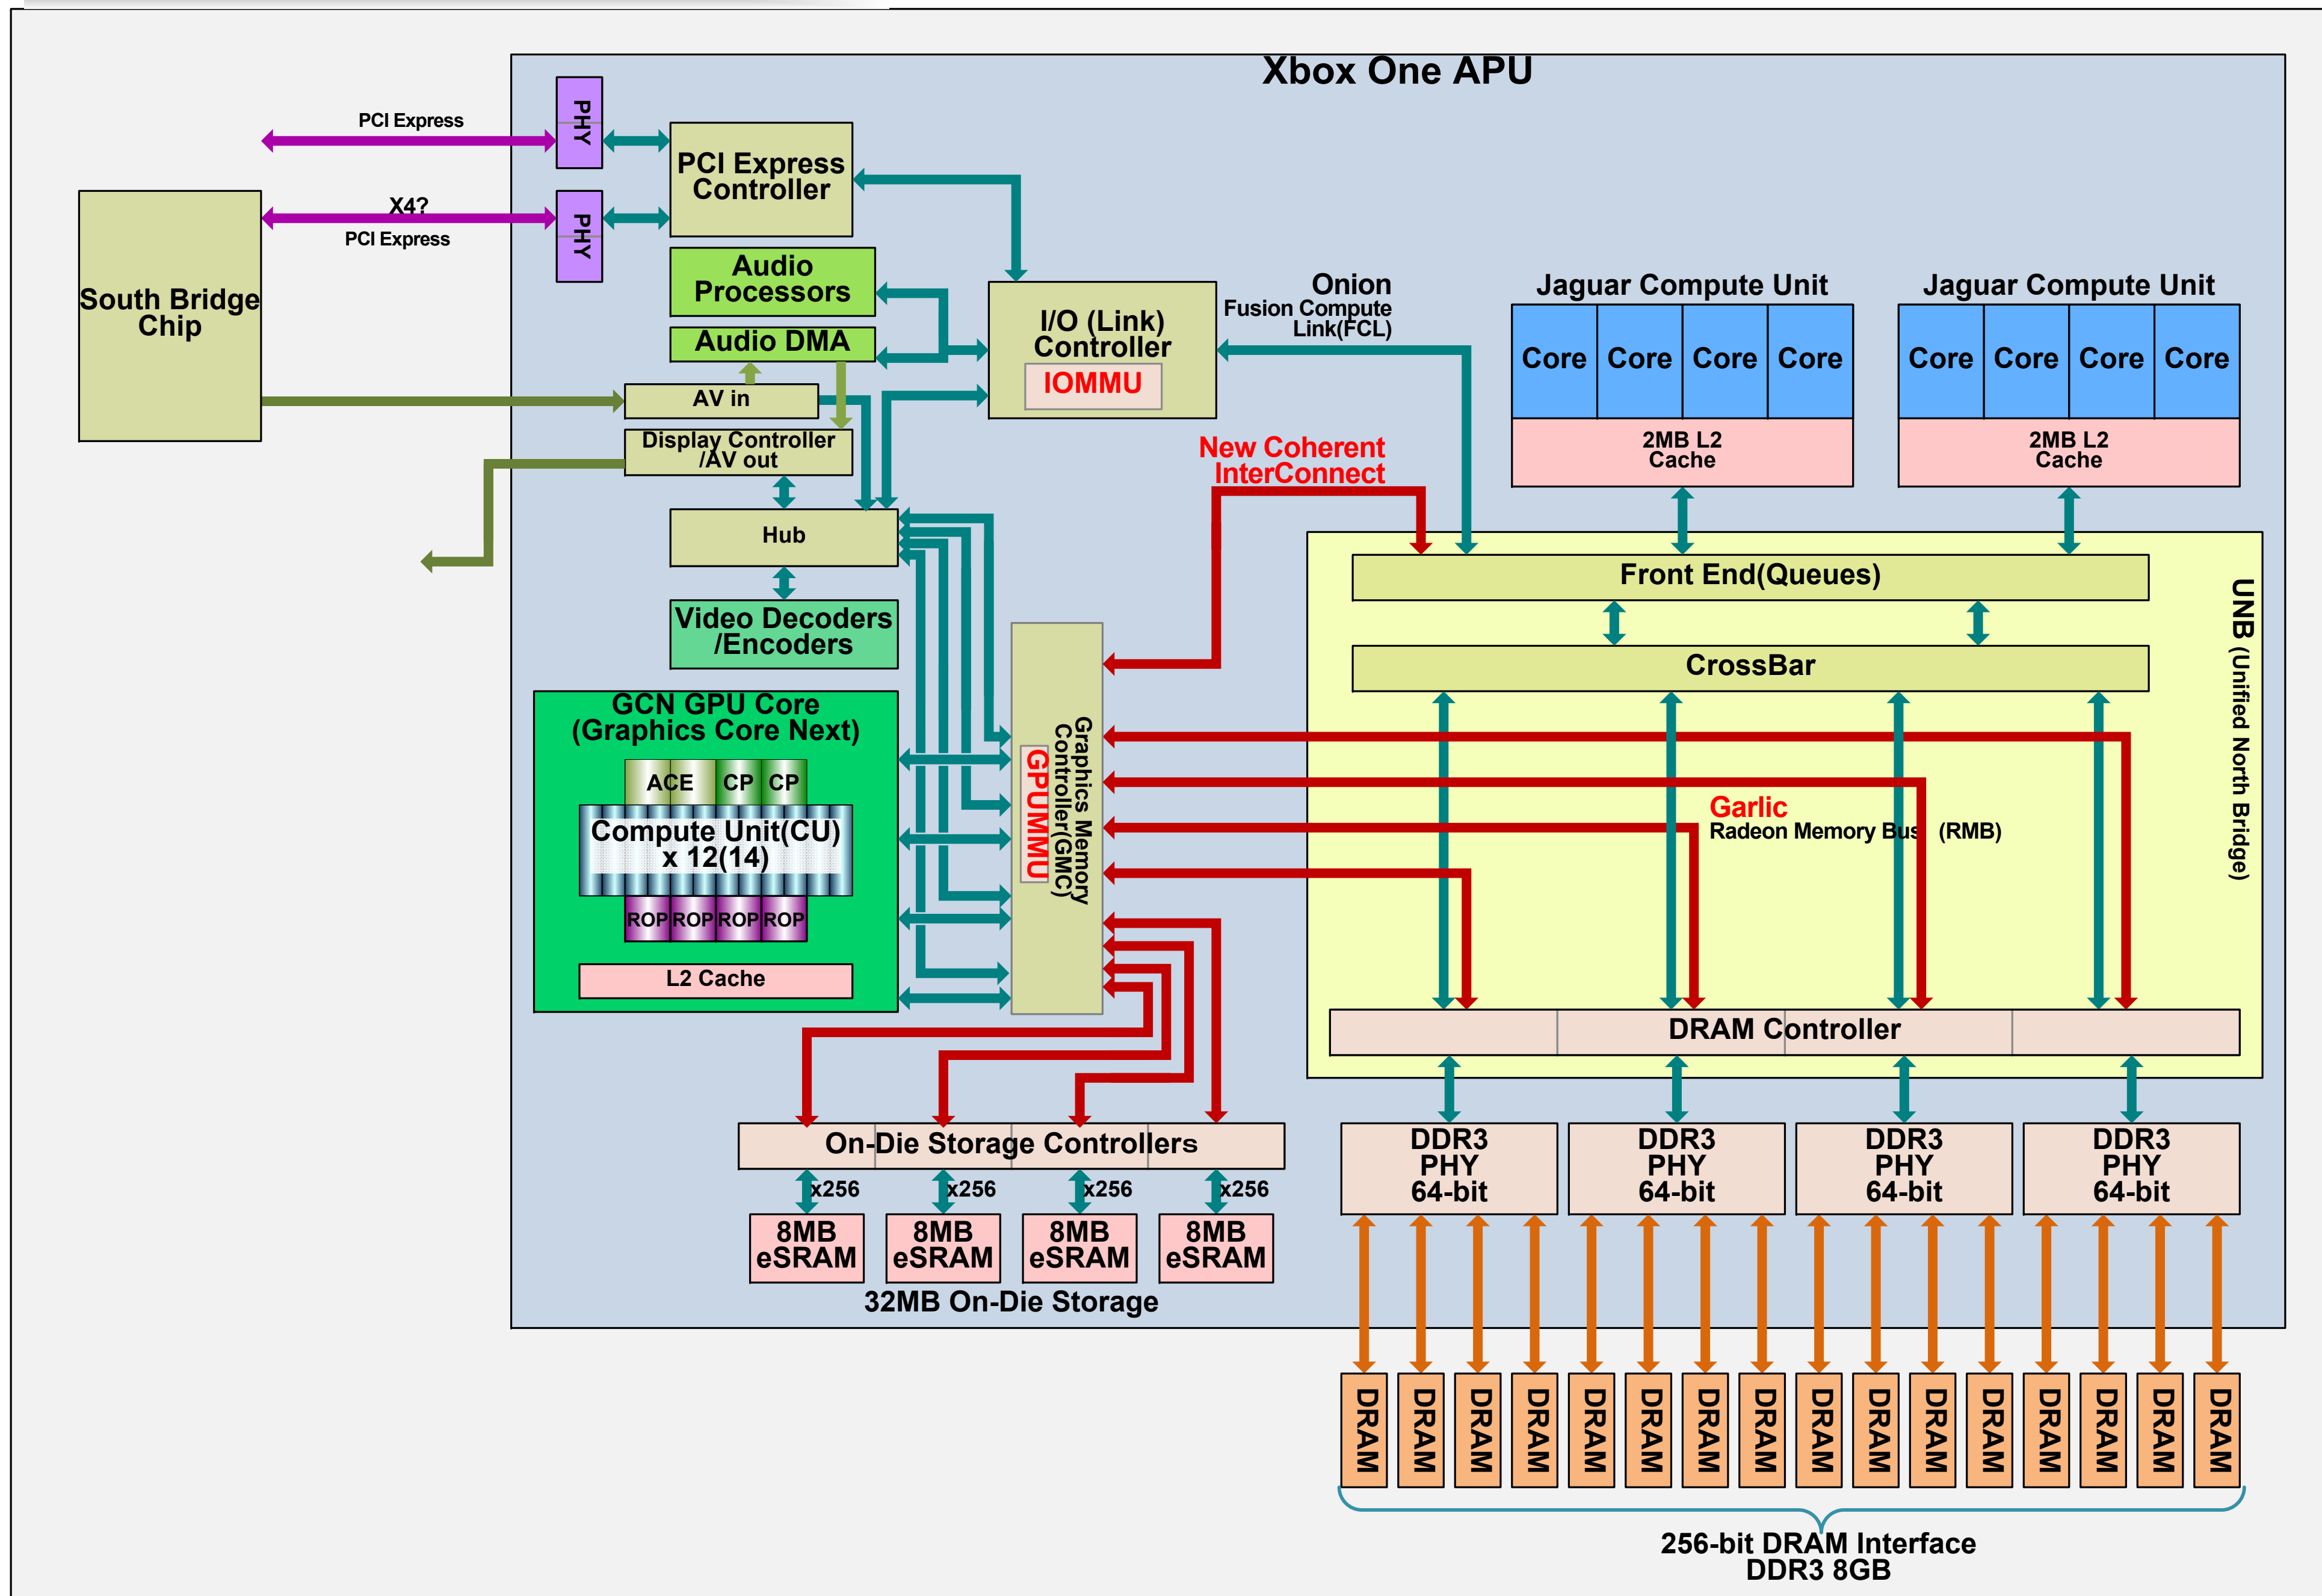 Xbox One APU
PHY
PCI Express
PCI Express
Controller
X4?
PCI Express
PHY
South Bridge
Chip
Audio
Processors
Audio DMA
AV in
Display Controller
/AV out
Hub
Video Decoders
/Encoders
I/O (Link)
Controller
IOMMU
Onion
Fusion Compute
Link(FCL)
New Coherent
InterConnect
Jaguar Compute Unit
Core Core Core Core
2MB L2
Cache
Jaguar Compute Unit
Core Core Core Core
2MB L2
Cache
Front End(Queues)
CrossBar
UNB (Unified North Bridge)
Garlic
Radeon Memory Bus (RMB)
DRAM Controller
GCN GPU Core
(Graphics Core Next)
ACE CP CP
Compute Unit(CU)
x 12(14)
ROP ROP ROP ROP
L2 Cache
Graphics Memory
Controller(GMC)
GPUMMU
On-Die Storage Controllers
x256 x256 x256 x256
8MB
eSRAM
8MB
eSRAM
8MB
eSRAM
8MB
eSRAM
32MB On-Die Storage
DDR3
PHY
64-bit
DDR3
PHY
64-bit
DDR3
PHY
64-bit
DDR3
PHY
64-bit
DRAM DRAM DRAM DRAM DRAM DRAM DRAM DRAM DRAM DRAM DRAM DRAM DRAM DRAM DRAM DRAM
256-bit DRAM Interface
DDR3 8GB